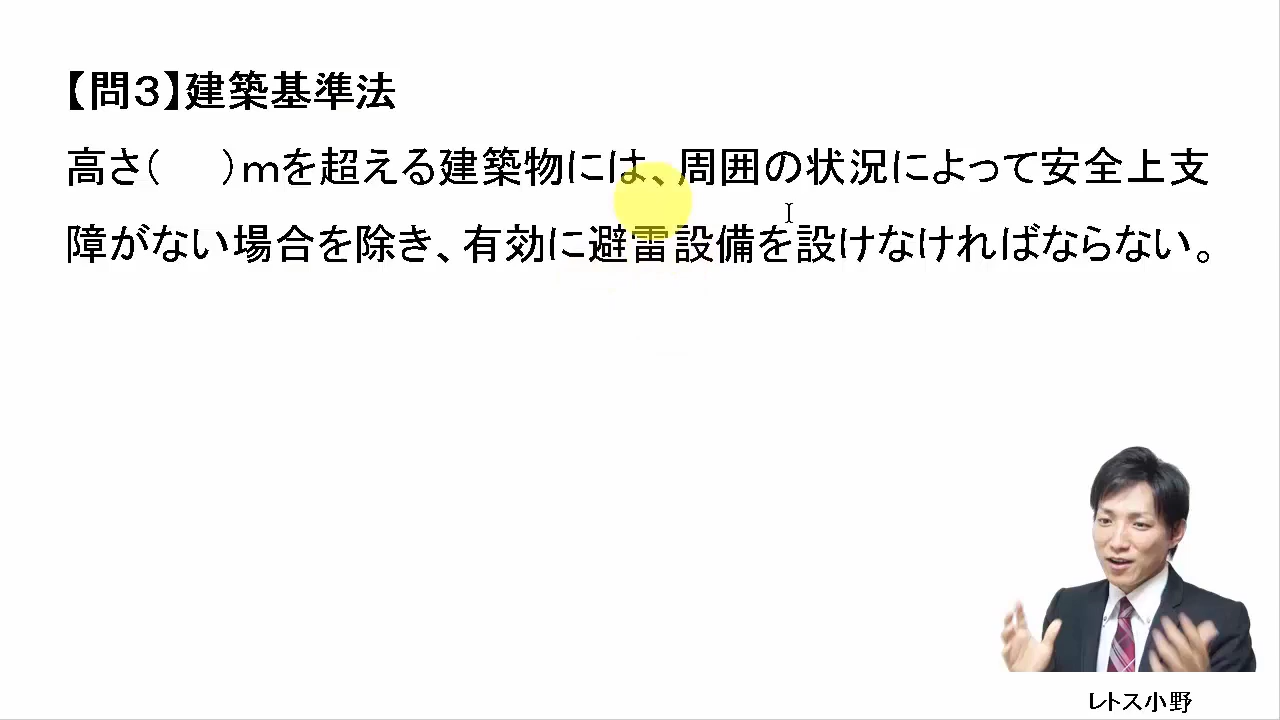 【問３】建築基準法
高さ（　　）ｍを超える建築物には、周囲の状況によって安全上支
障がない場合を除き、有効に避雷設備を設けなければならない。
レトス小野